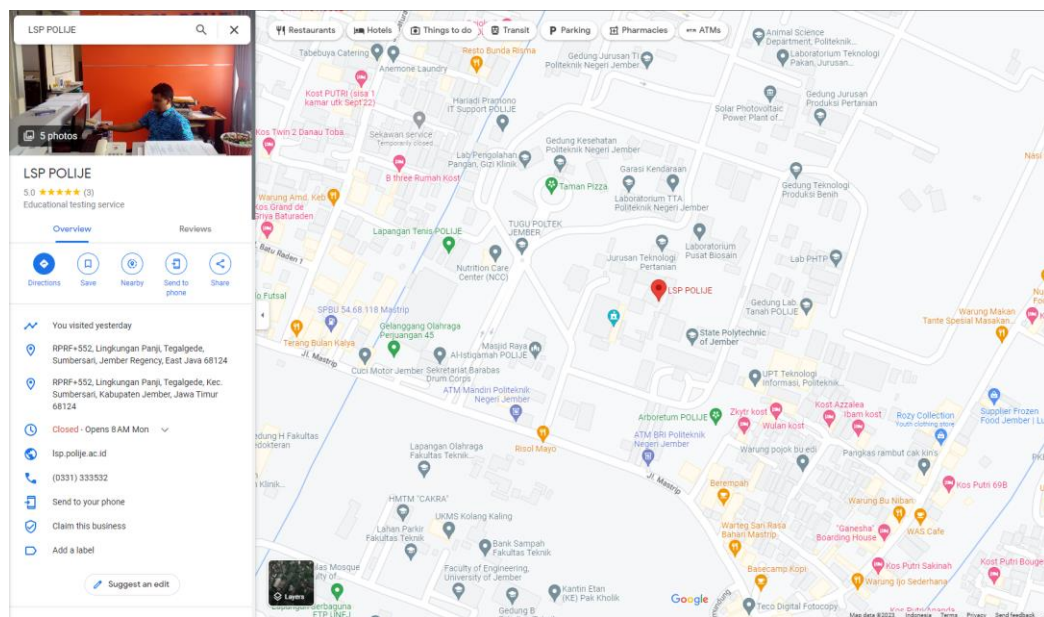 LSP POLIJE
5 photos
LSP POLIJE
5.0 ★★★★★ (3)
Educational testing service
Overview
Reviews
Directions
Save
Nearby
Send to
phone
Share
You visited yesterday
RPRF+552, Lingkungan Panji, Tegalgede,
Sumbersari, Jember Regency, East Java 68124
RPRF+552, Lingkungan Panji, Tegalgede, Kec.
Sumbersari, Kabupaten Jember, Jawa Timur
68124
Closed · Opens 8AM Mon
lsp.polije.ac.id
(0331) 333532
Send to your phone
Claim this business
Add a label
Suggest an edit
Restaurants
Hotels
Things to do
Transit
Parking
Pharmacies
ATMs
Tabebuya Catering
Anemone Laundry
Resto Bunda Risma
Gedung Jurusan TI
Politeknik Negeri Jember
Animal Science
Department, Politeknik...
Laboratorium Teknologi
Pakan, Jurusan...
Kost PUTRI (sisa 1
kamar utk Sept'22)
Hariadi Pramono
IT Support POLIJE
Gedung Jurusan
Produksi Pertanian
Solar Photovoltaic
Power Plant of...
Kos Twin 2 Danau Toba
Sekawan service
Temporarily closed
Gedung Kesehatan
Politeknik Negeri Jember
Lab Pengolahan
Pangan, Gizi Klinik
Garasi Kendaraan
B three Rumah Kost
Taman Pizza
Laboratorium TTA
Politeknik Negeri Jember
Gedung Teknologi
Produksi Benih
Warung Amd. Keb
Kos Grand de
Griya Baturaden
Lapangan Tenis POLIJE
TUGU POLTEK
JEMBER
Batu Raden 1
Laboratorium
Pusat Biosain
Jurusan Teknologi
Pertanian
Lab PHTP
Nutrition Care
Center (NCC)
LSP POLIJE
SPBU 54.68.118 Mastrip
Gedung Lab.
Tanah POLIJE
Warung Makan
Tante Spesial Masakan...
Gelanggang Olahraga
Perjuangan 45
Terang Bulan Kaiya
State Polytechnic
of Jember
Masjid Raya
Al-Istiqamah POLIJE
Jl. Mastrip
Cuci Motor Jember
Sekretariat Barabas
Drum Corps
UPT Teknologi
Informasi, Politeknik...
ATM Mandiri Politeknik
Negeri Jember
Arboretum POLIJE
Zkytr kost
Kost Azzalea
Ibam kost
Wulan kost
Rozy Collection
Youth clothing store
Supplier Frozen
Food Jember | Lu
Risol Mayo
ATM BRI Politeknik
Negeri Jember
Lapangan Olahraga
Fakultas Teknik...
Warung pojok bu edi
Pangkas rambut cak kin's
Jl. Mastrip
Berempah
Kos Putri 69B
HMTM "CAKRA"
UKMS Kolang Kaling
Warung Bu Niban
WAS Cafe
Lahan Parkir
Fakultas Teknik
Warteg Sari Rasa
Bahari Mastrip
"Ganesha"
Boarding House
Bank Sampah
Fakultas Teknik
Faculty of Engineering,
University of Jember
Basecamp Kopi
Kos Putri Sakinah
Kost Putri Bouge
Warung Ijo Sederhana
Kantin Etan
(KE) Pak Kholik
Gedung B
Teco Digital Fotocopy
Layers
Google
Map data ©2023
Indonesia
Terms
Privacy
Send feedback